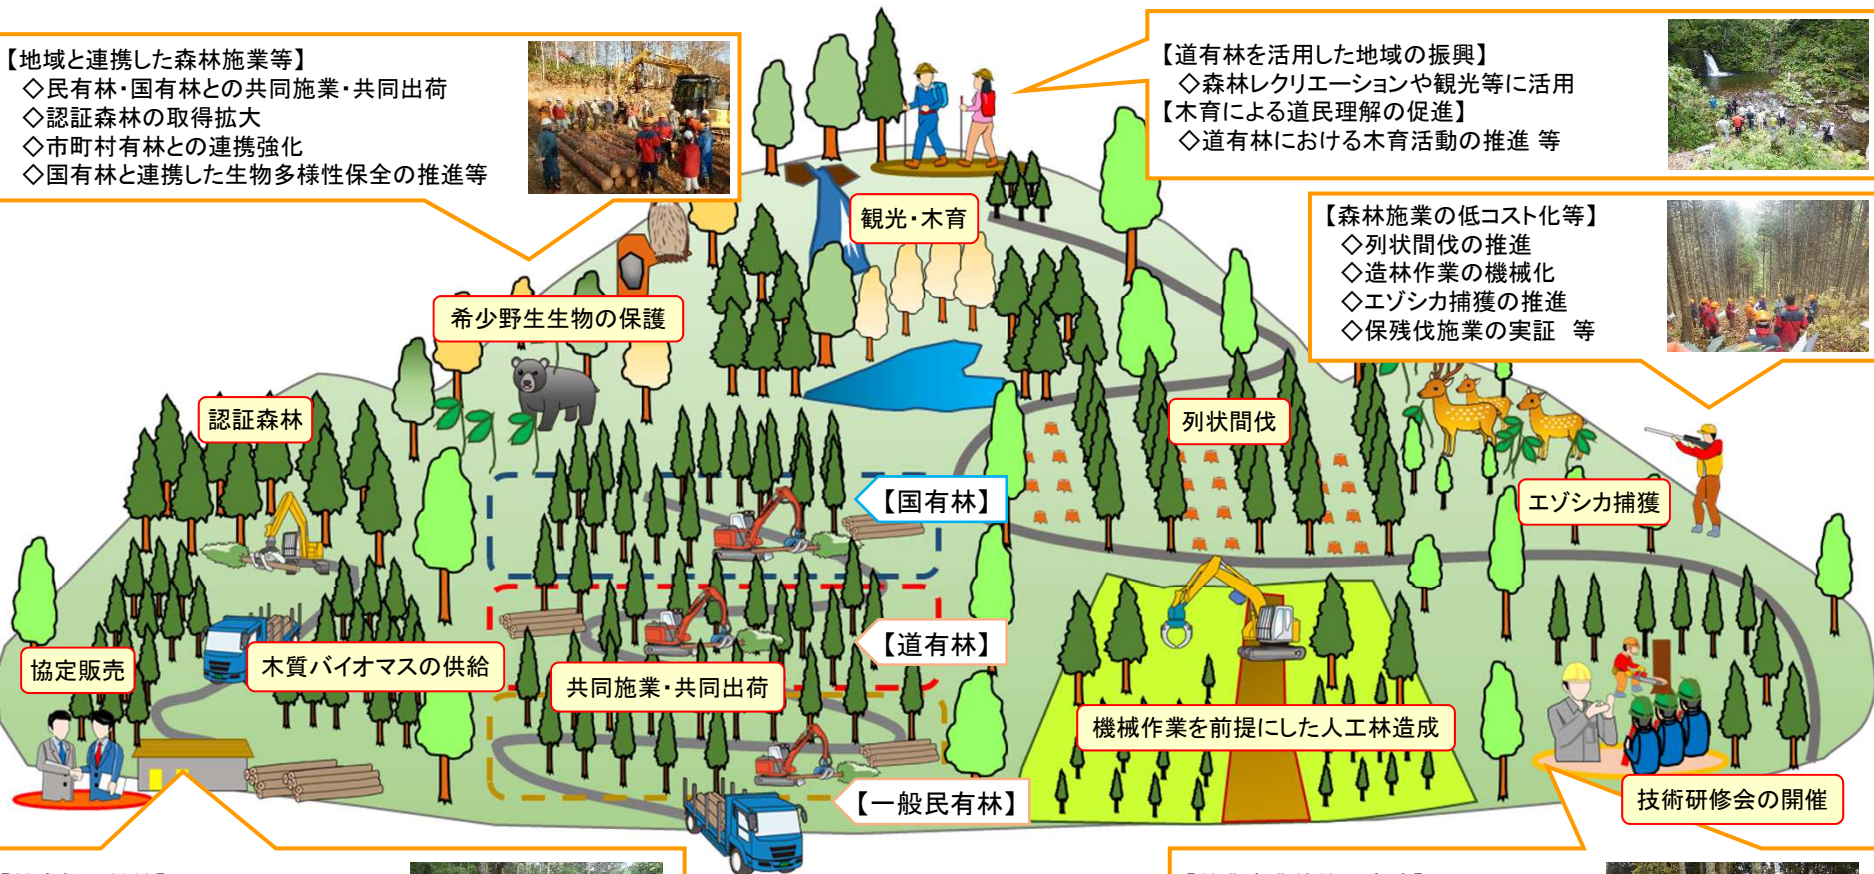 【地域と連携した森林施業等】
◇民有林・国有林との共同施業・共同出荷
◇認証森林の取得拡大
◇市町村有林との連携強化
◇国有林と連携した生物多様性保全の推進等
【道有林を活用した地域の振興】
◇森林レクリエーションや観光等に活用
【木育による道民理解の促進】
◇道有林における木育活動の推進 等
【森林施業の低コスト化等】
◇列状間伐の推進
◇造林作業の機械化
◇エゾシカ捕獲の推進
◇保残伐施業の実証 等
観光・木育
希少野生生物の保護
認証森林
列状間伐
【国有林】
エゾシカ捕獲
【道有林】
協定販売
木質バイオマスの供給
共同施業・共同出荷
機械作業を前提にした人工林造成
【一般民有林】
技術研修会の開催